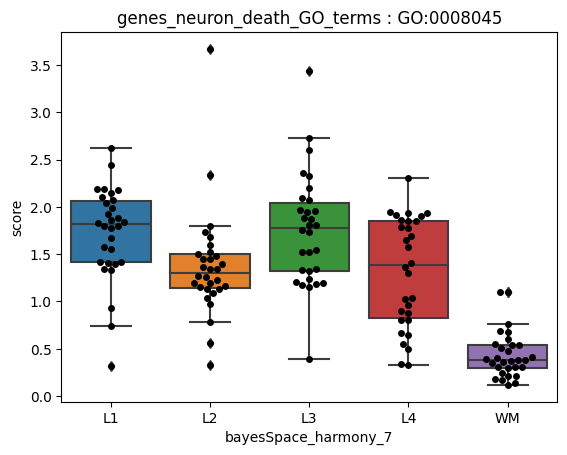 genes_neuron_death_GO_terms : GO:0008045
score
3.5
3.0
2.5
2.0
1.5
1.0
0.5
0.0
L1 L2 L3 L4 WM
bayesSpace_harmony_7